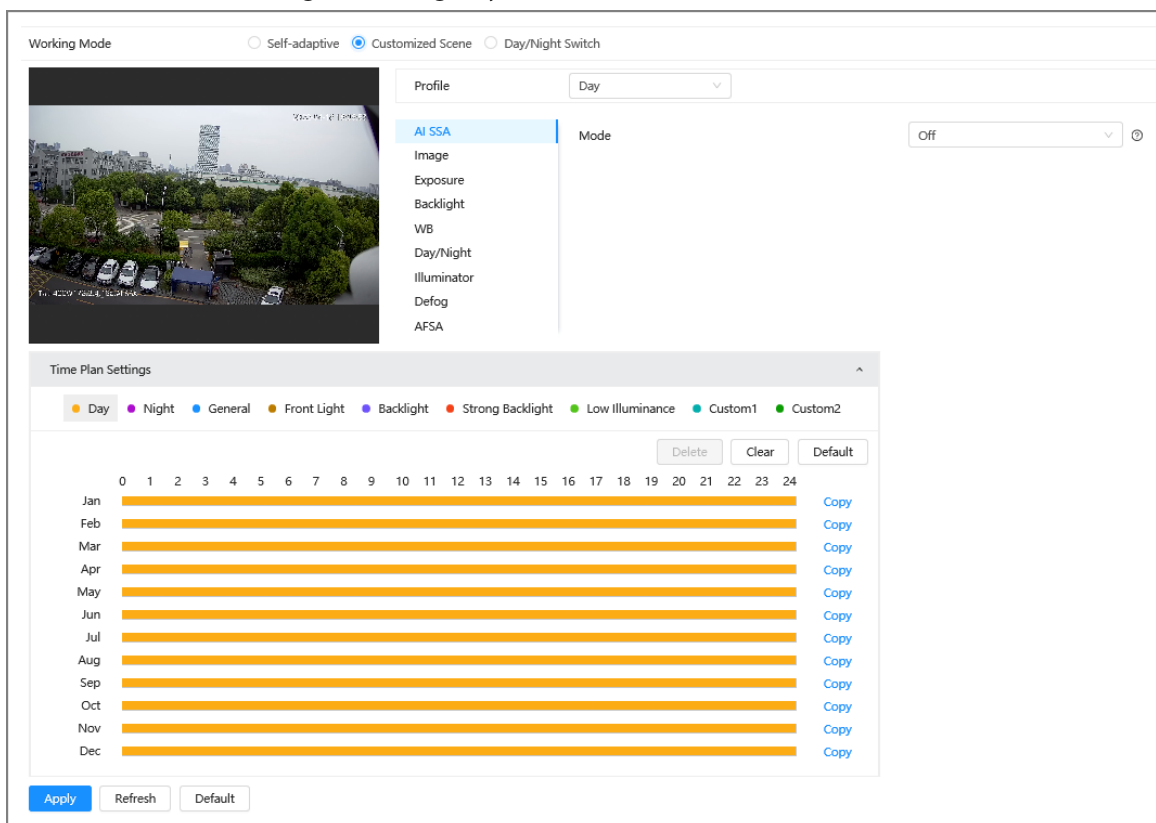 Working Mode Self-adaptive Customized Scene Day/Night Switch
Profile Day
AI SSA
Mode Off
Image
Exposure
Backlight
WB
Day/Night
Illuminator
Defog
AFSA
Time Plan Settings
Day Night General Front Light Backlight Strong Backlight Low Illuminance Custom1 Custom2
Delete Clear Default
0 1 2 3 4 5 6 7 8 9 10 11 12 13 14 15 16 17 18 19 20 21 22 23 24
Jan Copy
Feb Copy
Mar Copy
Apr Copy
May Copy
Jun Copy
Jul Copy
Aug Copy
Sep Copy
Oct Copy
Nov Copy
Dec Copy
Apply Refresh Default